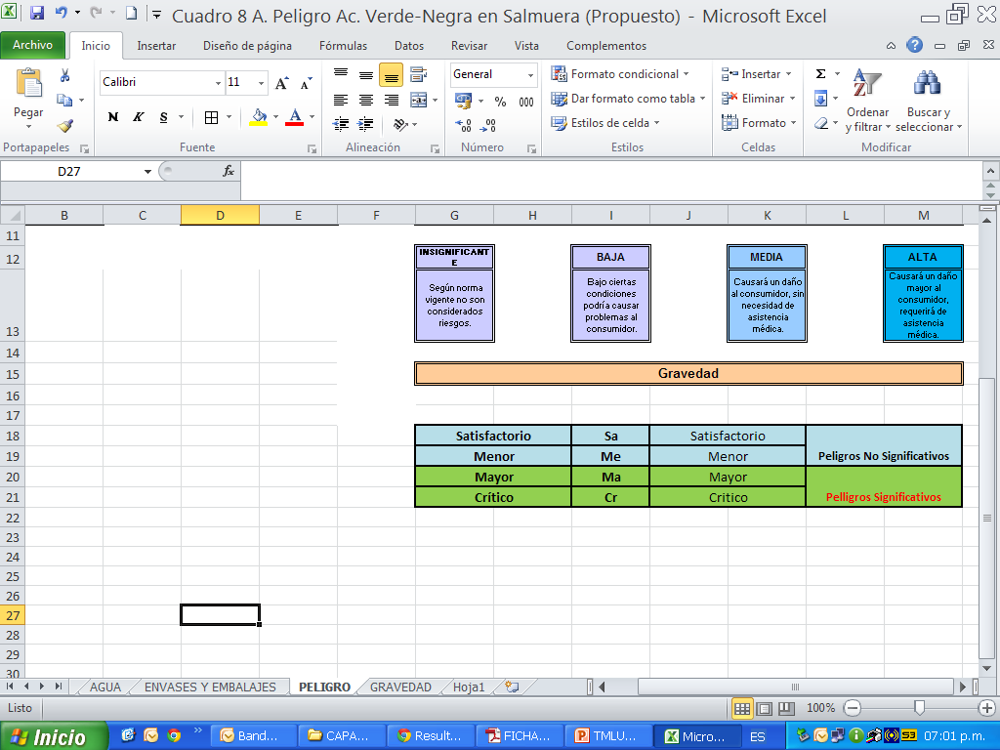 Cuadro 8 A. Peligro Ac. Verde-Negra en Salmuera (Propuesto) - Microsoft Excel
Archivo Inicio Insertar Diseño de página Fórmulas Datos Revisar Vista Complementos
Pegar
Portapapeles
Calibri 11
N K S
Fuente
Alineación
General
% 000
Número
Formato condicional
Dar formato como tabla
Estilos de celda
Estilos
Insertar
Eliminar
Formato
Celdas
Σ
Ordenar
y filtrar
Buscar y
seleccionar
Modificar
D27 fx
B C D E F G H I J K L M
11
12
13
14
15
16
17
18
19
20
21
22
23
24
25
26
27
28
29
30
INSIGNIFICANT
E
Según norma
vigente no son
considerados
riesgos.
BAJA
Bajo ciertas
condiciones
podría causar
problemas al
consumidor.
MEDIA
Causará un daño
al consumidor, sin
necesidad de
asistencia
médica.
ALTA
Causará un daño
mayor al
consumidor,
requerirá de
asistencia
médica.
Gravedad
Satisfactorio Sa Satisfactorio
Menor Me Menor Peligros No Significativos
Mayor Ma Mayor
Crítico Cr Critico Pelligros Significativos
AGUA ENVASES Y EMBALAJES PELIGRO GRAVEDAD Hoja1
Listo 100%
Inicio Band... CAPA... Result... FICHA... TMLU... Micro... ES 07:01 p.m.